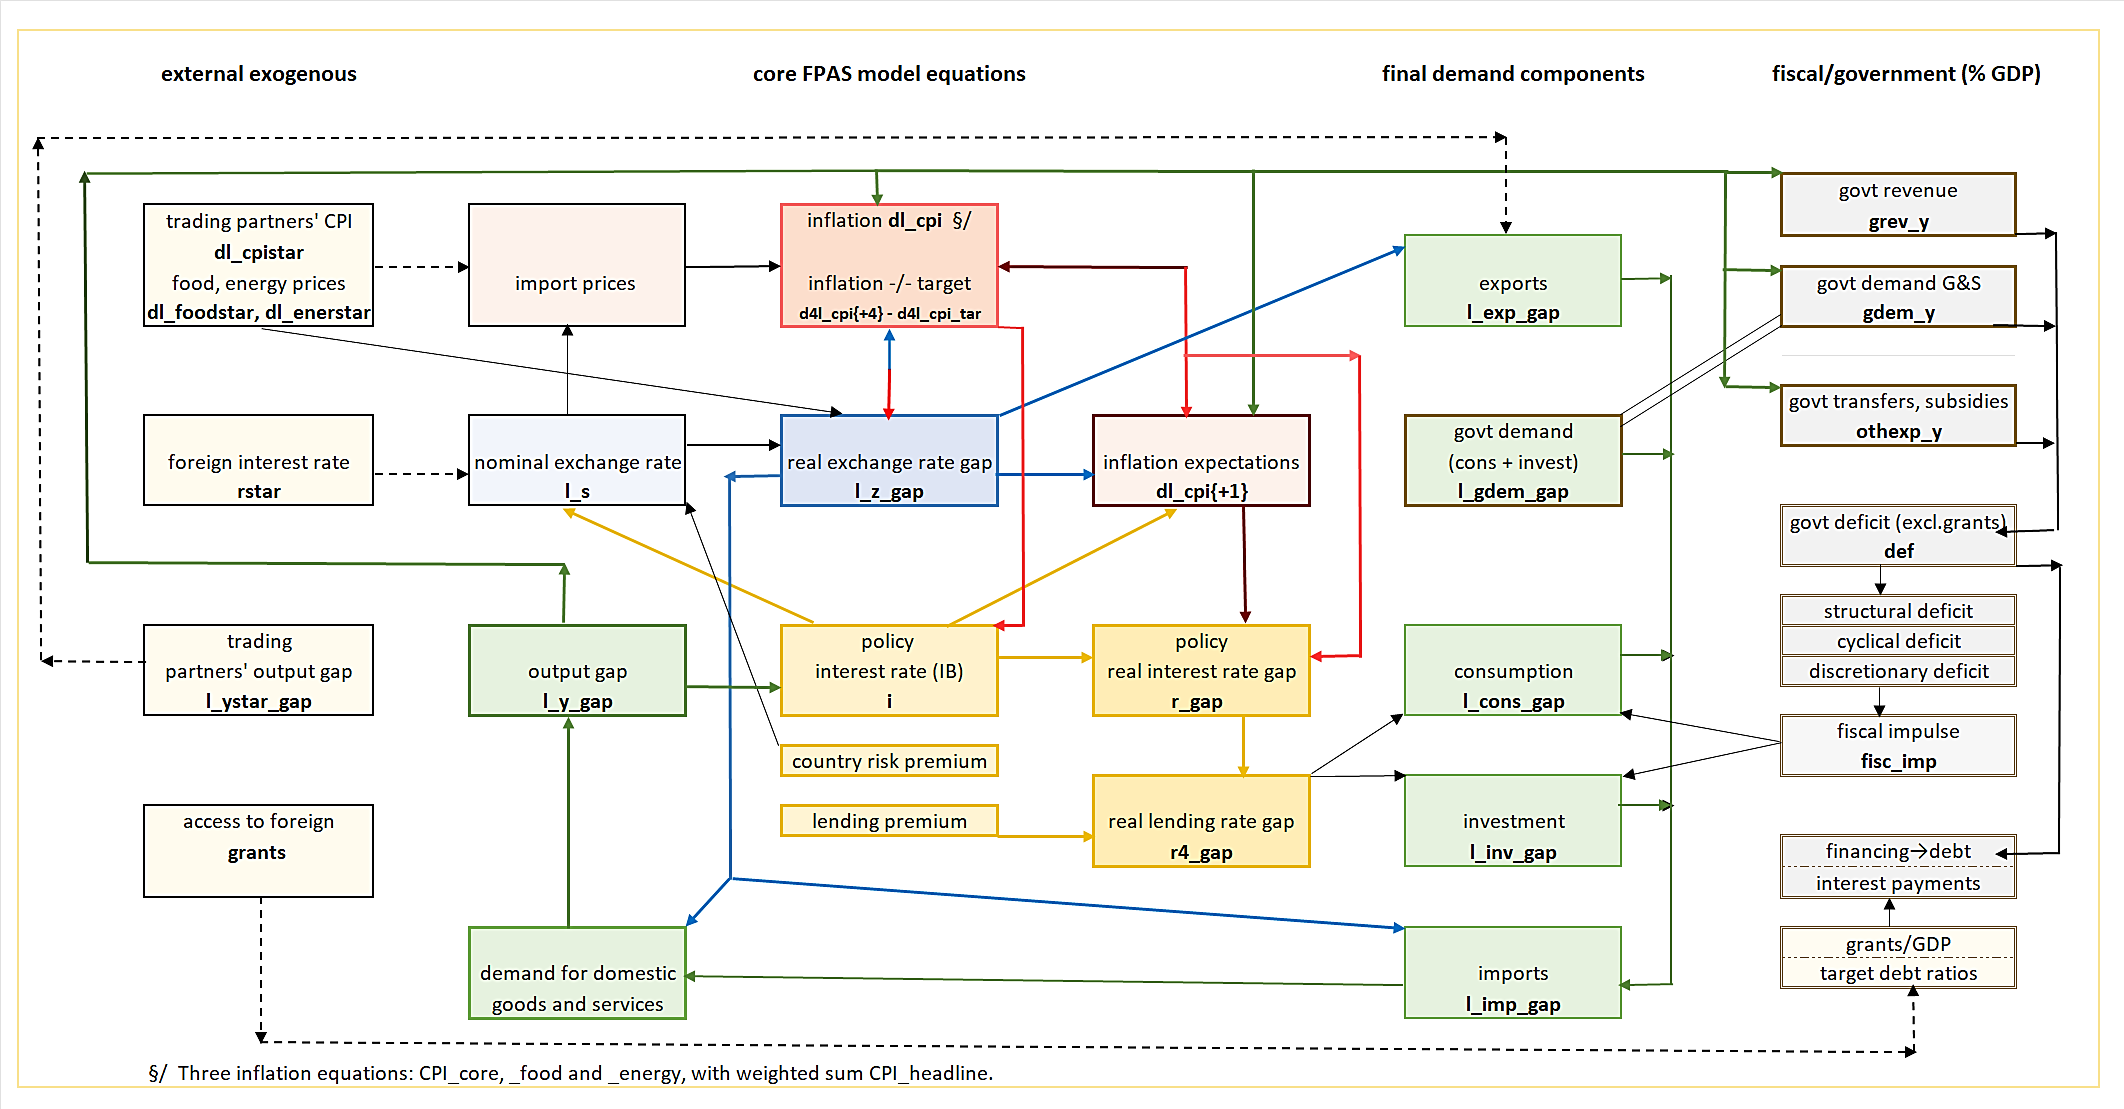 external exogenous
core FPAS model equations
final demand components
fiscal/government (% GDP)
trading partners' CPI
dl_cpistar
food, energy prices
dl_foodstar, dl_enerstar
import prices
inflation dl_cpi §/
inflation -/- target
d4l_cpi{+4} - d4l_cpi_tar
exports
l_exp_gap
govt revenue
grev_y
govt demand G&S
gdem_y
govt transfers, subsidies
othexp_y
foreign interest rate
rstar
nominal exchange rate
l_s
real exchange rate gap
l_z_gap
inflation expectations
dl_cpi{+1}
govt demand
(cons + invest)
l_gdem_gap
govt deficit (excl.grants)
def
structural deficit
cyclical deficit
discretionary deficit
trading
partners' output gap
l_ystar_gap
output gap
l_y_gap
policy
interest rate (IB)
i
policy
real interest rate gap
r_gap
consumption
l_cons_gap
fiscal impulse
fisc_imp
country risk premium
lending premium
real lending rate gap
r4_gap
investment
l_inv_gap
access to foreign
grants
financing→debt
interest payments
grants/GDP
target debt ratios
demand for domestic
goods and services
imports
l_imp_gap
§/ Three inflation equations: CPI_core, _food and _energy, with weighted sum CPI_headline.